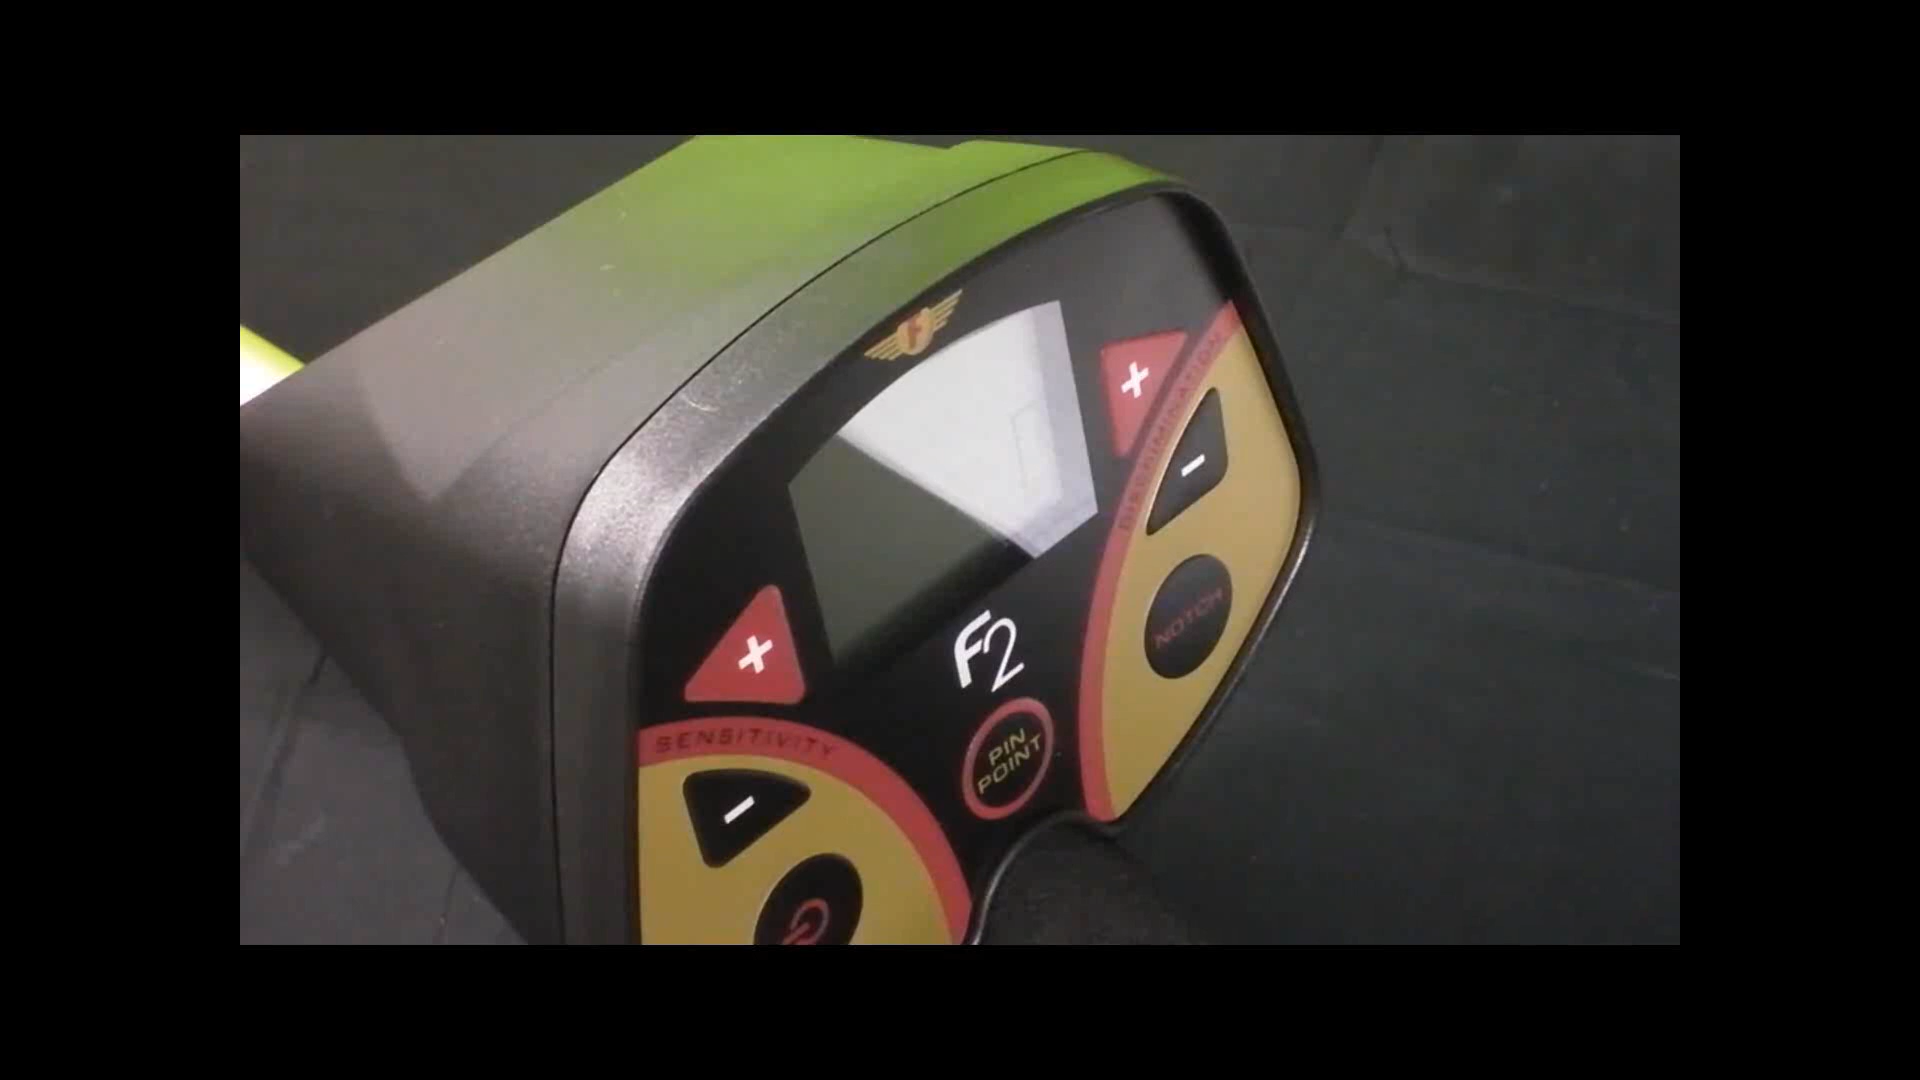 F
+
DISCRIMINATION
-
NOTCH
F2
+
SENSITIVITY
-
PIN
POINT